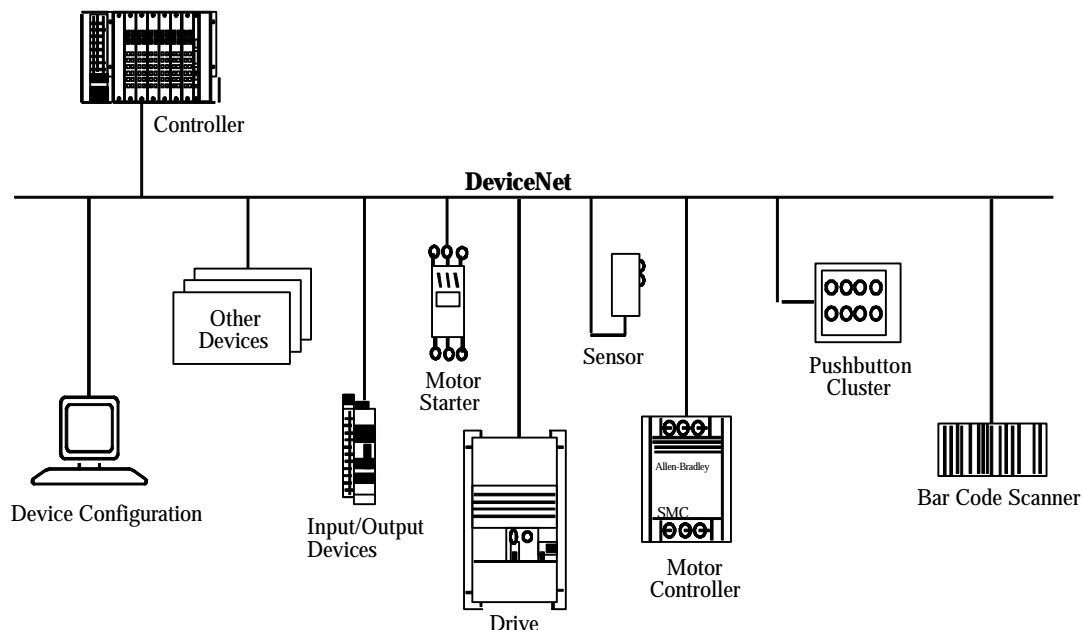 Controller
DeviceNet
Other
Devices
Motor
Starter
Sensor
Pushbutton
Cluster
Allen-Bradley
SMC
Device Configuration
Input/Output
Devices
Drive
Motor
Controller
Bar Code Scanner